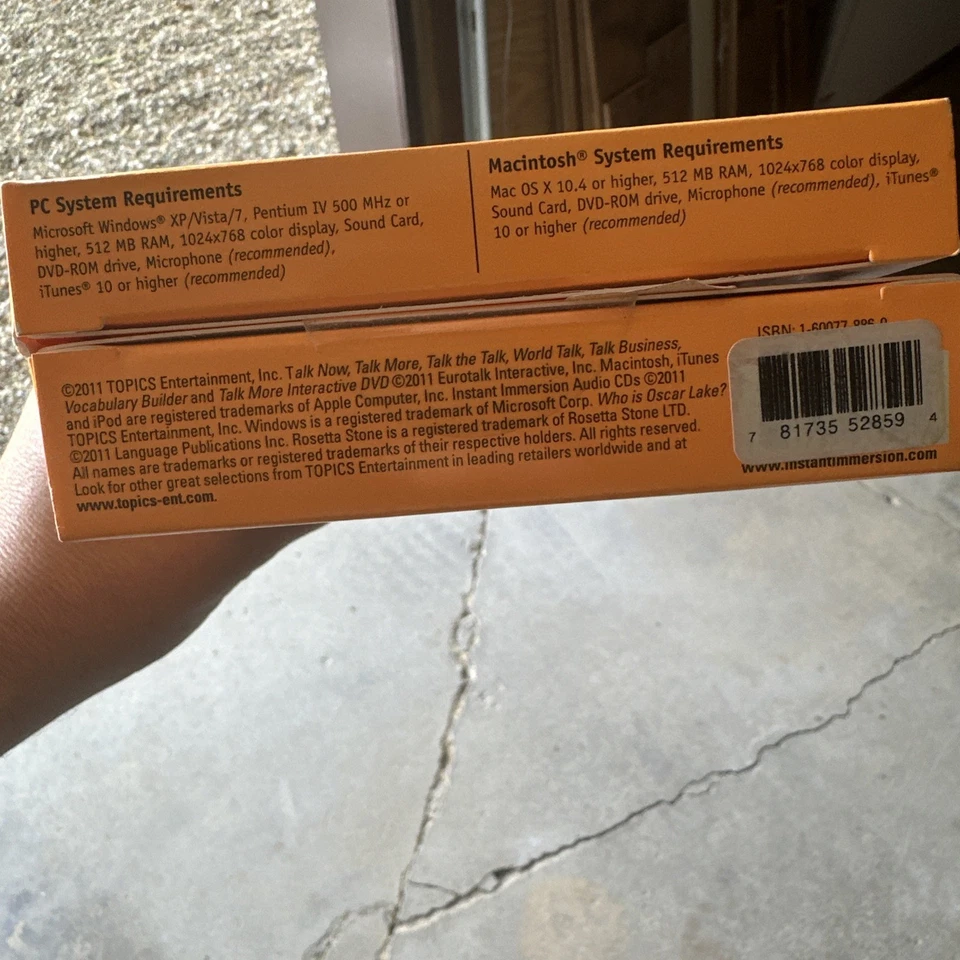 PC System Requirements
Microsoft Windows® XP/Vista/7, Pentium IV 500 MHz or
higher, 512 MB RAM, 1024x768 color display, Sound Card,
DVD-ROM drive, Microphone (recommended),
iTunes® 10 or higher (recommended)
Macintosh® System Requirements
Mac OS X 10.4 or higher, 512 MB RAM, 1024x768 color display,
Sound Card, DVD-ROM drive, Microphone (recommended), iTunes®
10 or higher (recommended)
©2011 TOPICS Entertainment, Inc. Talk Now, Talk More, Talk the Talk, World Talk, Talk Business,
Vocabulary Builder and Talk More Interactive DVD ©2011 Eurotalk Interactive, Inc. Macintosh, iTunes
and iPod are registered trademarks of Apple Computer, Inc. Instant Immersion Audio CDs ©2011
TOPICS Entertainment, Inc. Windows is a registered trademark of Microsoft Corp. Who is Oscar Lake?
©2011 Language Publications Inc. Rosetta Stone is a registered trademark of Rosetta Stone LTD.
All names are trademarks or registered trademarks of their respective holders. All rights reserved.
Look for other great selections from TOPICS Entertainment in leading retailers worldwide and at
www.topics-ent.com.
ISBN: 1-60077-886-0
7 81735 52859 4
www.instantimmersion.com